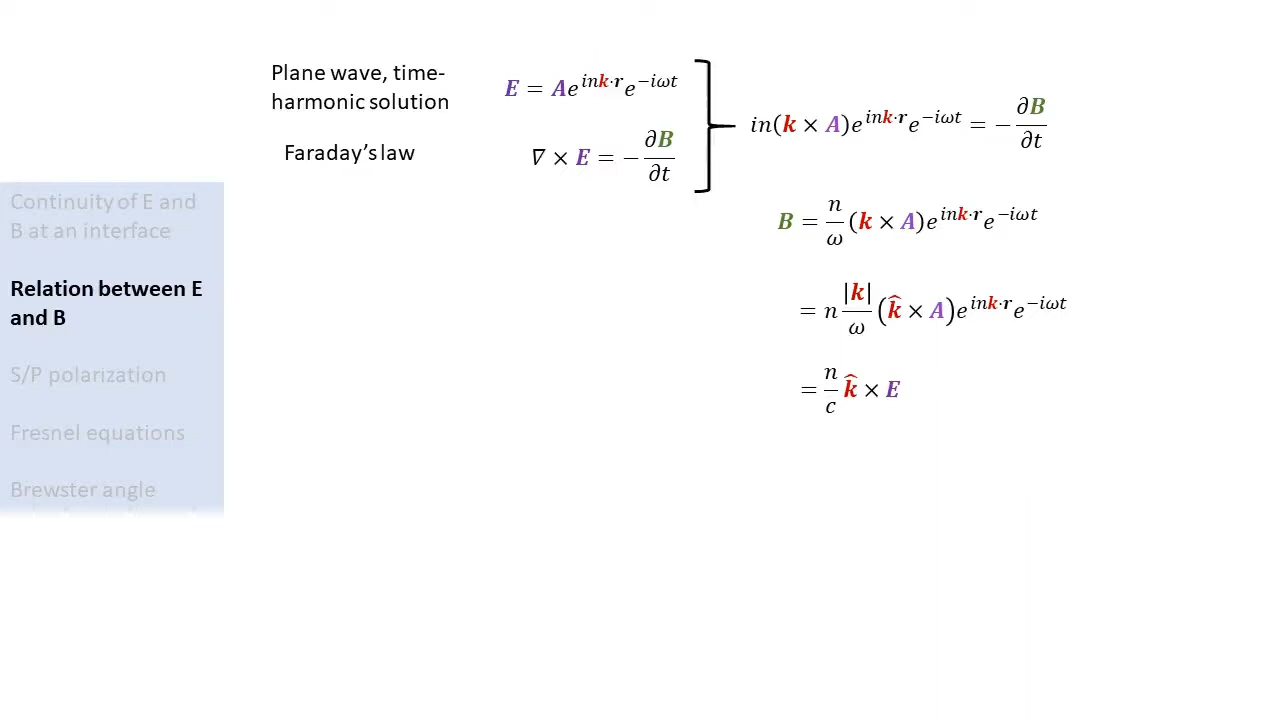 Plane wave, time-
harmonic solution
E = Ae^{ink·r}e^{−iωt}
Faraday's law
∇ × E = −∂B/∂t
in(k × A)e^{ink·r}e^{−iωt} = −∂B/∂t
B = n/ω (k × A)e^{ink·r}e^{−iωt}
= n |k|/ω (k̂ × A)e^{ink·r}e^{−iωt}
= n/c k̂ × E
Continuity of E and
B at an interface
Relation between E
and B
S/P polarization
Fresnel equations
Brewster angle